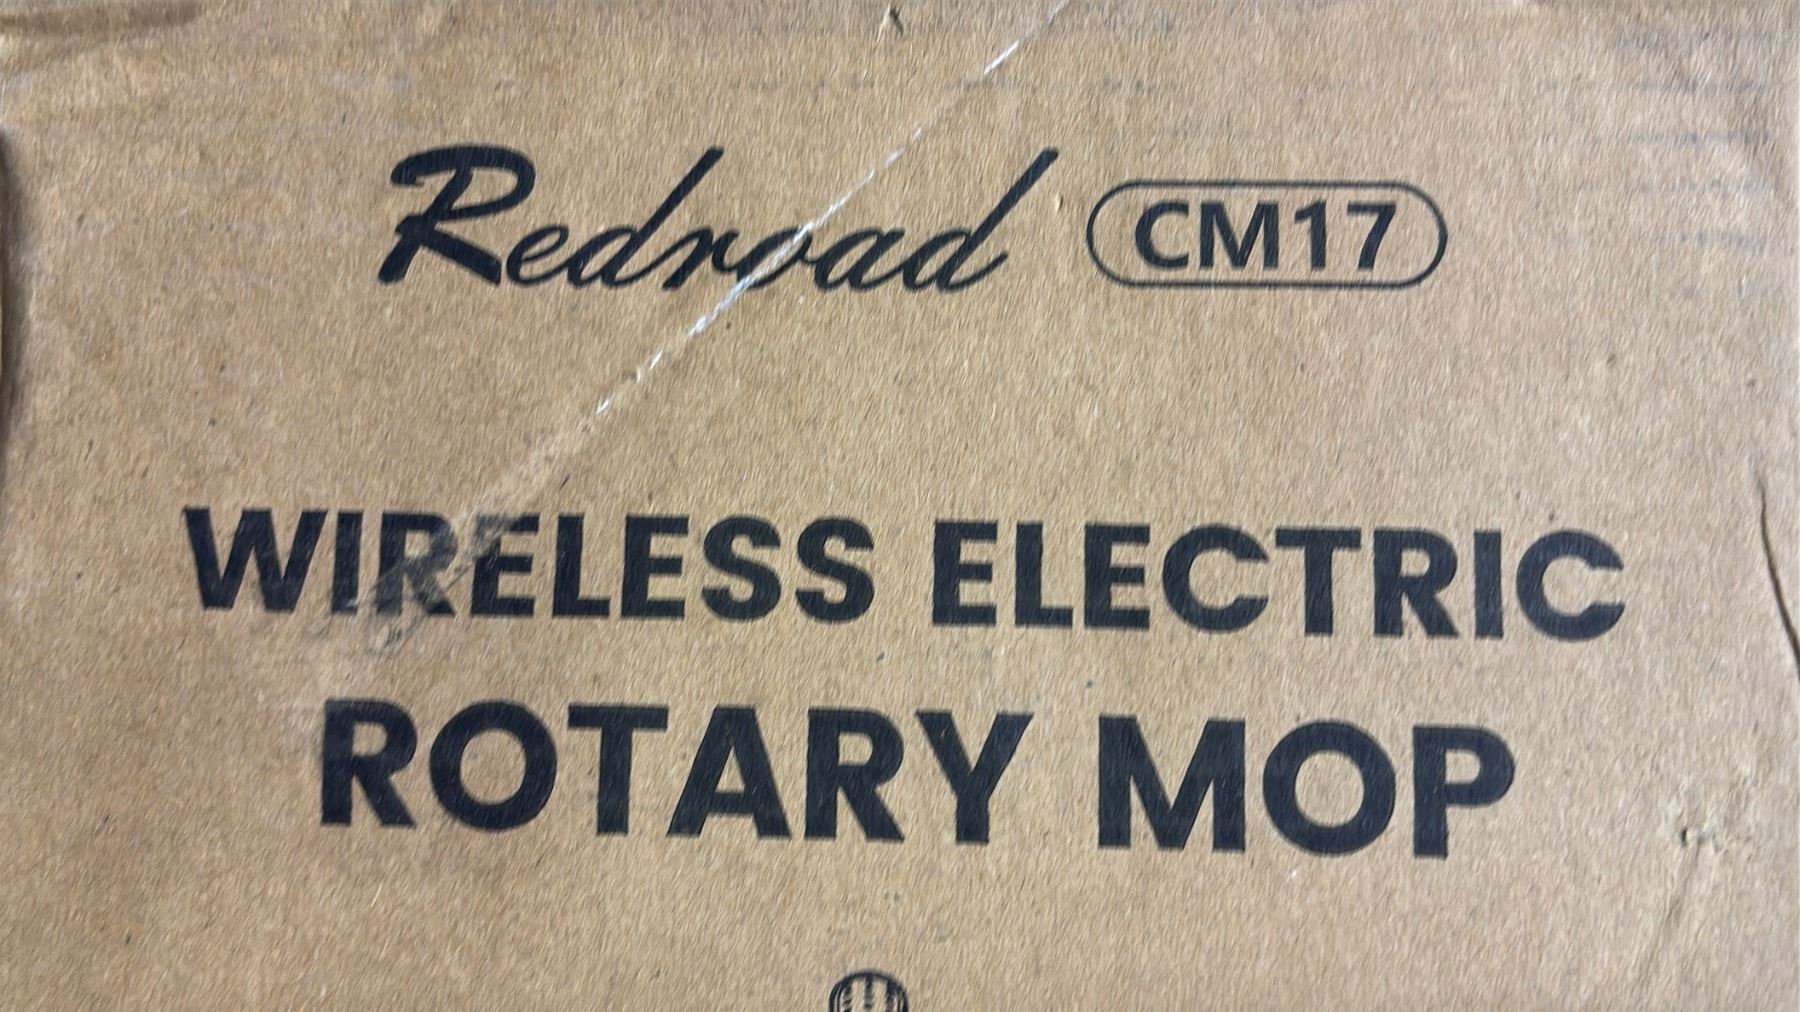 Redroad CM17
WIRELESS ELECTRIC
ROTARY MOP